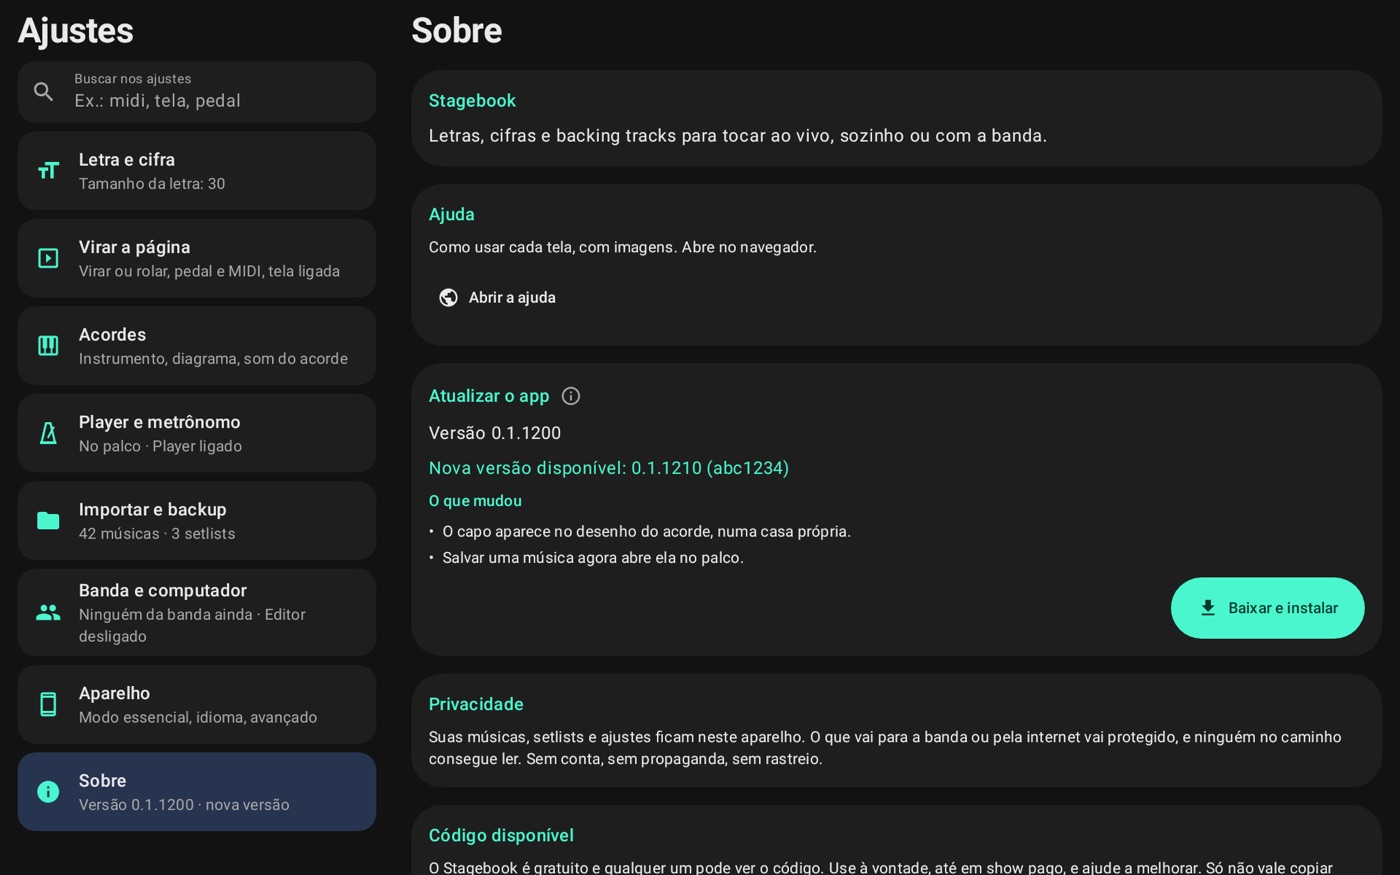 Ajustes
Buscar nos ajustes
Ex.: midi, tela, pedal
Letra e cifra
Tamanho da letra: 30
Virar a página
Virar ou rolar, pedal e MIDI, tela ligada
Acordes
Instrumento, diagrama, som do acorde
Player e metrônomo
No palco · Player ligado
Importar e backup
42 músicas · 3 setlists
Banda e computador
Ninguém da banda ainda · Editor
desligado
Aparelho
Modo essencial, idioma, avançado
Sobre
Versão 0.1.1200 · nova versão
Sobre
Stagebook
Letras, cifras e backing tracks para tocar ao vivo, sozinho ou com a banda.
Ajuda
Como usar cada tela, com imagens. Abre no navegador.
Abrir a ajuda
Atualizar o app
Versão 0.1.1200
Nova versão disponível: 0.1.1210 (abc1234)
O que mudou
• O capo aparece no desenho do acorde, numa casa própria.
• Salvar uma música agora abre ela no palco.
Baixar e instalar
Privacidade
Suas músicas, setlists e ajustes ficam neste aparelho. O que vai para a banda ou pela internet vai protegido, e ninguém no caminho
consegue ler. Sem conta, sem propaganda, sem rastreio.
Código disponível
O Stagebook é gratuito e qualquer um pode ver o código. Use à vontade, até em show pago, e ajude a melhorar. Só não vale copiar